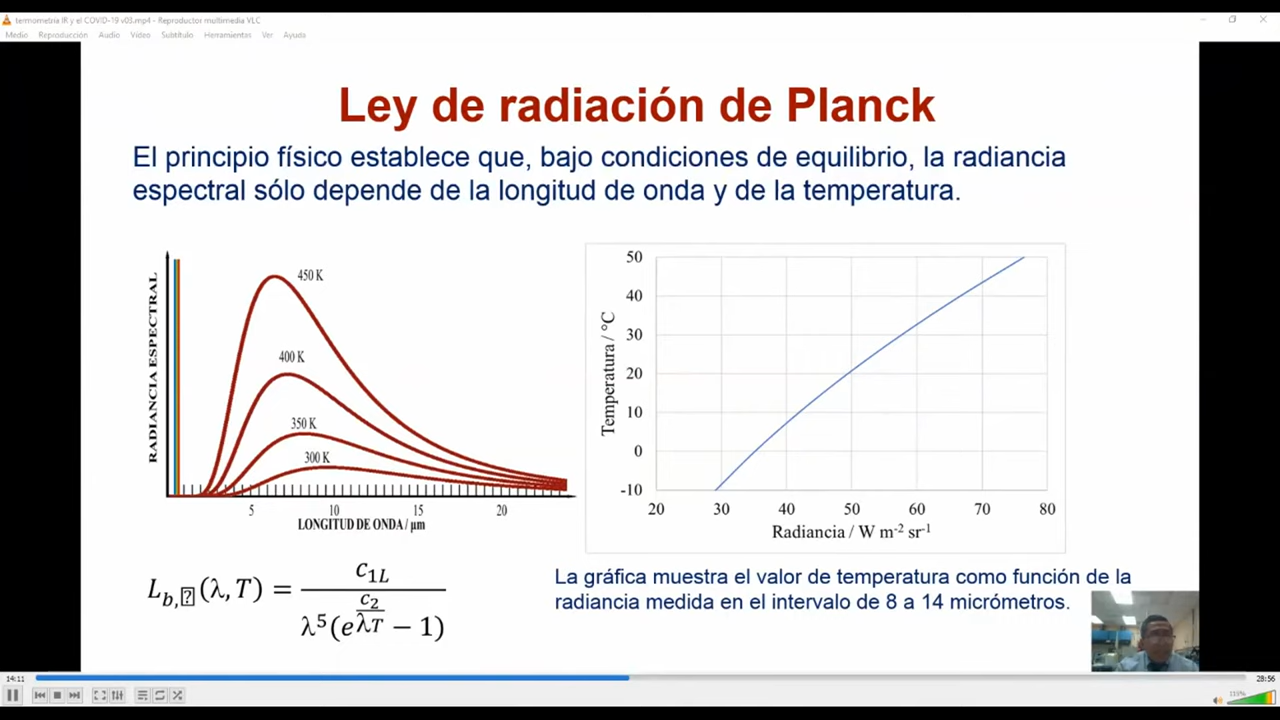 termometría IR y el COVID-19 v03.mp4 - Reproductor multimedia VLC
Medio Reproducción Audio Vídeo Subtítulo Herramientas Ver Ayuda
Ley de radiación de Planck
El principio físico establece que, bajo condiciones de equilibrio, la radiancia
espectral sólo depende de la longitud de onda y de la temperatura.
RADIANCIA ESPECTRAL
450 K
400 K
350 K
300 K
5 10 15 20
LONGITUD DE ONDA / µm
Temperatura / °C
50
40
30
20
10
0
-10
20 30 40 50 60 70 80
Radiancia / W m⁻² sr⁻¹
L_b,⍰(λ, T) = c_1L / λ⁵(e^(c_2/λT) − 1)
La gráfica muestra el valor de temperatura como función de la
radiancia medida en el intervalo de 8 a 14 micrómetros.
14:11
28:56
115%